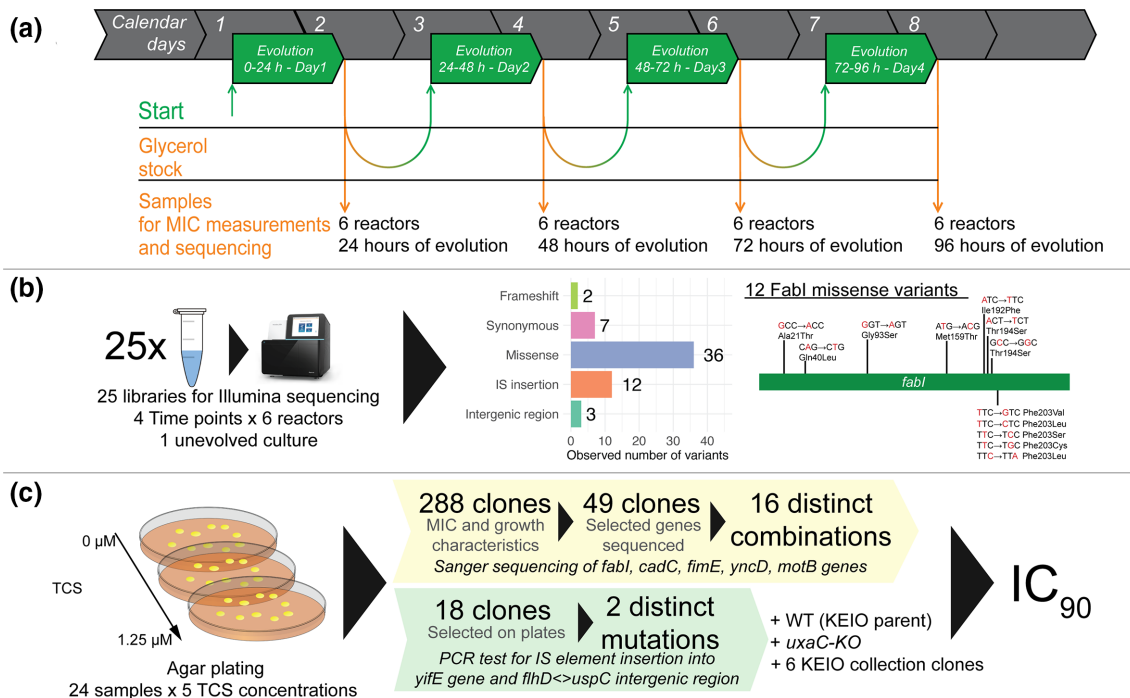 (a)
Calendar
days
1
2
3
4
5
6
7
8
Evolution
0-24 h - Day1
Evolution
24-48 h - Day2
Evolution
48-72 h - Day3
Evolution
72-96 h - Day4
Start
Glycerol
stock
Samples
for MIC measurements
and sequencing
6 reactors
24 hours of evolution
6 reactors
48 hours of evolution
6 reactors
72 hours of evolution
6 reactors
96 hours of evolution
(b)
25x
25 libraries for Illumina sequencing
4 Time points x 6 reactors
1 unevolved culture
Frameshift
2
Synonymous
7
Missense
36
IS insertion
12
Intergenic region
3
0 10 20 30 40
Observed number of variants
12 FabI missense variants
GCC→ACC
Ala21Thr
CAG→CTG
Gln40Leu
GGT→AGT
Gly93Ser
ATG→ACG
Met159Thr
ATC→TTC
Ile192Phe
ACT→TCT
Thr194Ser
GCC→GGC
Thr194Ser
fabI
TTC→GTC Phe203Val
TTC→CTC Phe203Leu
TTC→TCC Phe203Ser
TTC→TGC Phe203Cys
TTC→TTA Phe203Leu
(c)
0 µM
TCS
1.25 µM
Agar plating
24 samples x 5 TCS concentrations
288 clones
MIC and growth
characteristics
49 clones
Selected genes
sequenced
16 distinct
combinations
Sanger sequencing of fabI, cadC, fimE, yncD, motB genes
18 clones
Selected on plates
2 distinct
mutations
PCR test for IS element insertion into
yifE gene and flhD<>uspC intergenic region
+ WT (KEIO parent)
+ uxaC-KO
+ 6 KEIO collection clones
IC90